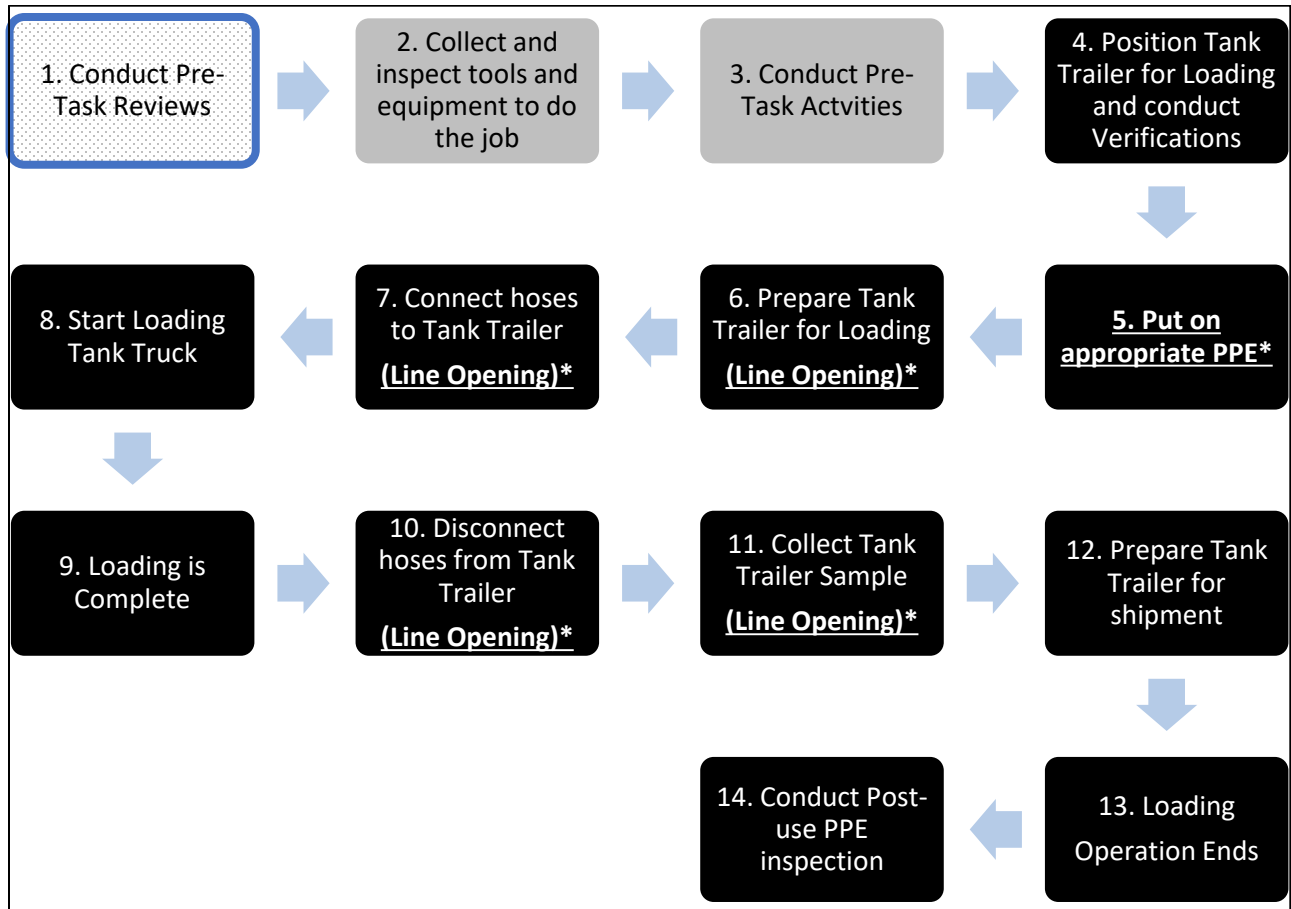 1. Conduct Pre-
Task Reviews
2. Collect and
inspect tools and
equipment to do
the job
3. Conduct Pre-
Task Actvities
4. Position Tank
Trailer for Loading
and conduct
Verifications
5. Put on
appropriate PPE*
6. Prepare Tank
Trailer for Loading
(Line Opening)*
7. Connect hoses
to Tank Trailer
(Line Opening)*
8. Start Loading
Tank Truck
9. Loading is
Complete
10. Disconnect
hoses from Tank
Trailer
(Line Opening)*
11. Collect Tank
Trailer Sample
(Line Opening)*
12. Prepare Tank
Trailer for
shipment
13. Loading
Operation Ends
14. Conduct Post-
use PPE
inspection